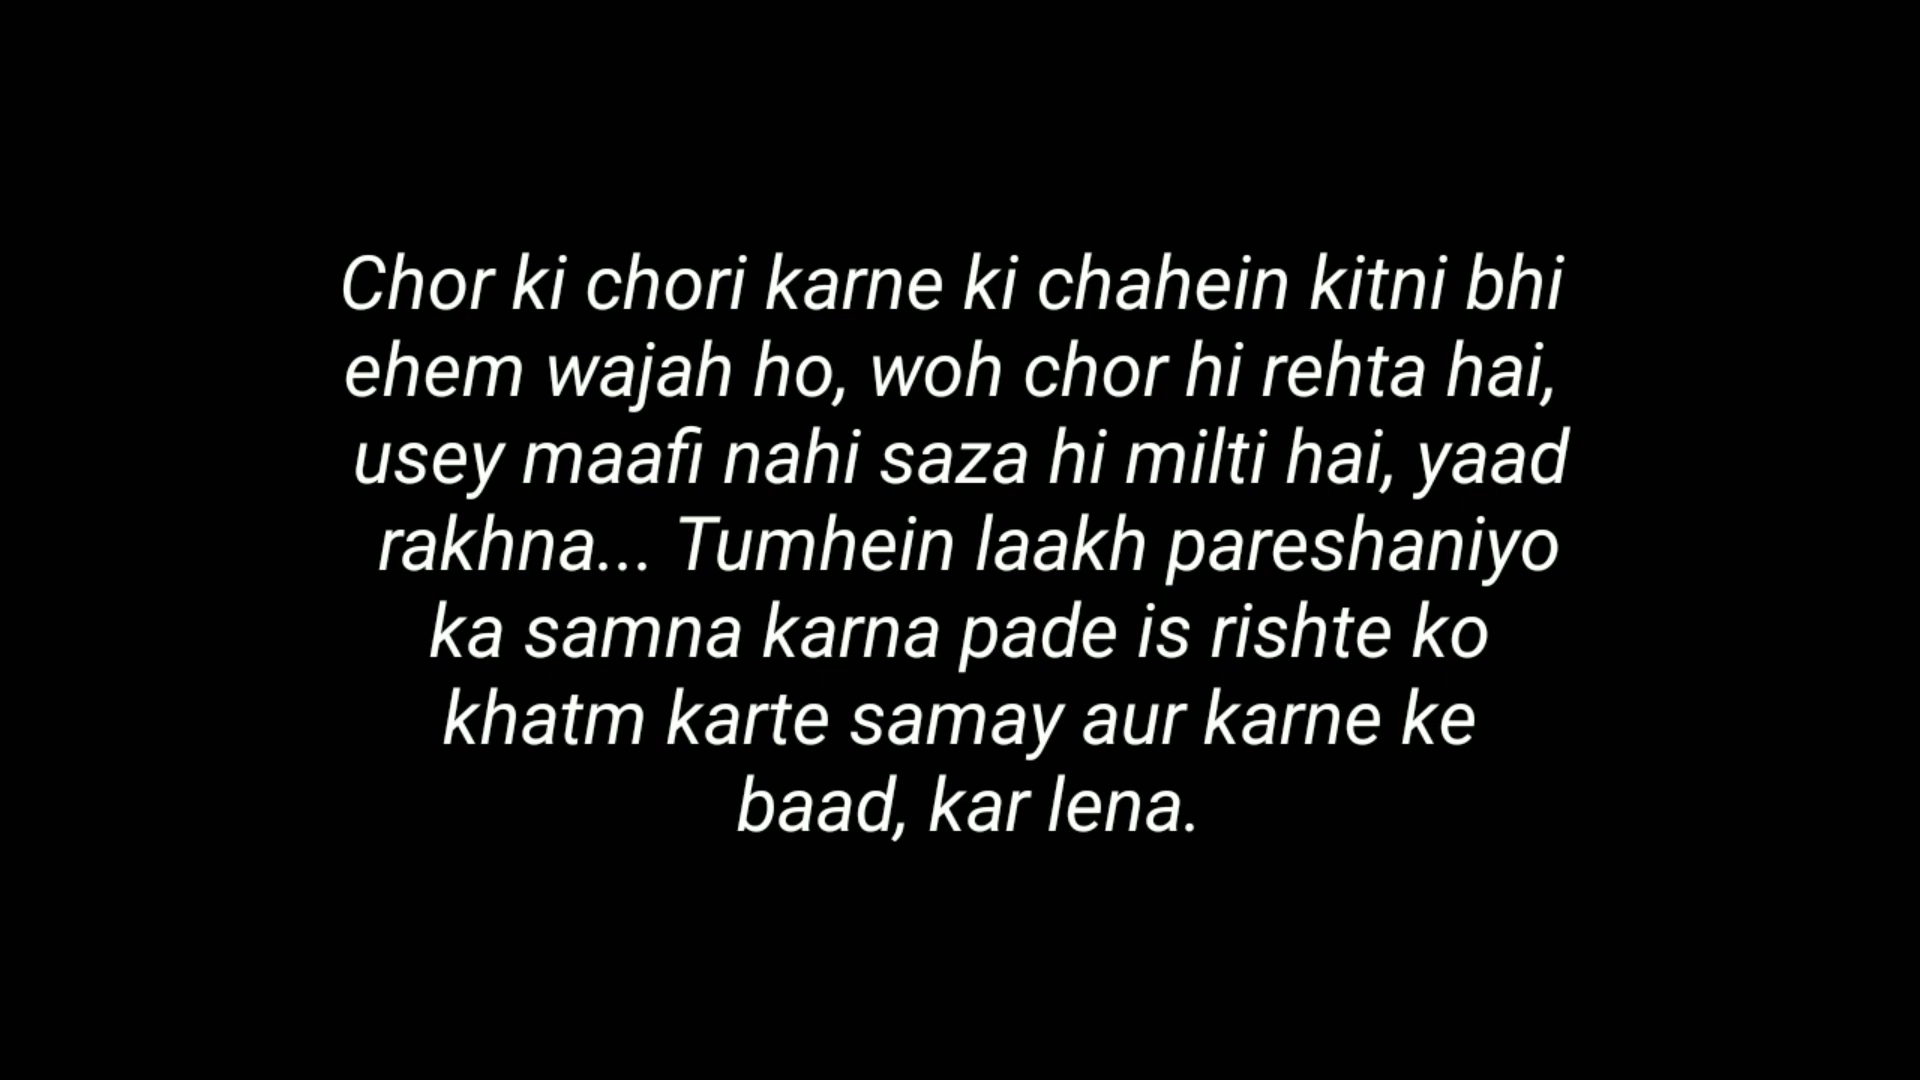 Chor ki chori karne ki chahein kitni bhi
ehem wajah ho, woh chor hi rehta hai,
usey maafi nahi saza hi milti hai, yaad
rakhna... Tumhein laakh pareshaniyo
ka samna karna pade is rishte ko
khatm karte samay aur karne ke
baad, kar lena.